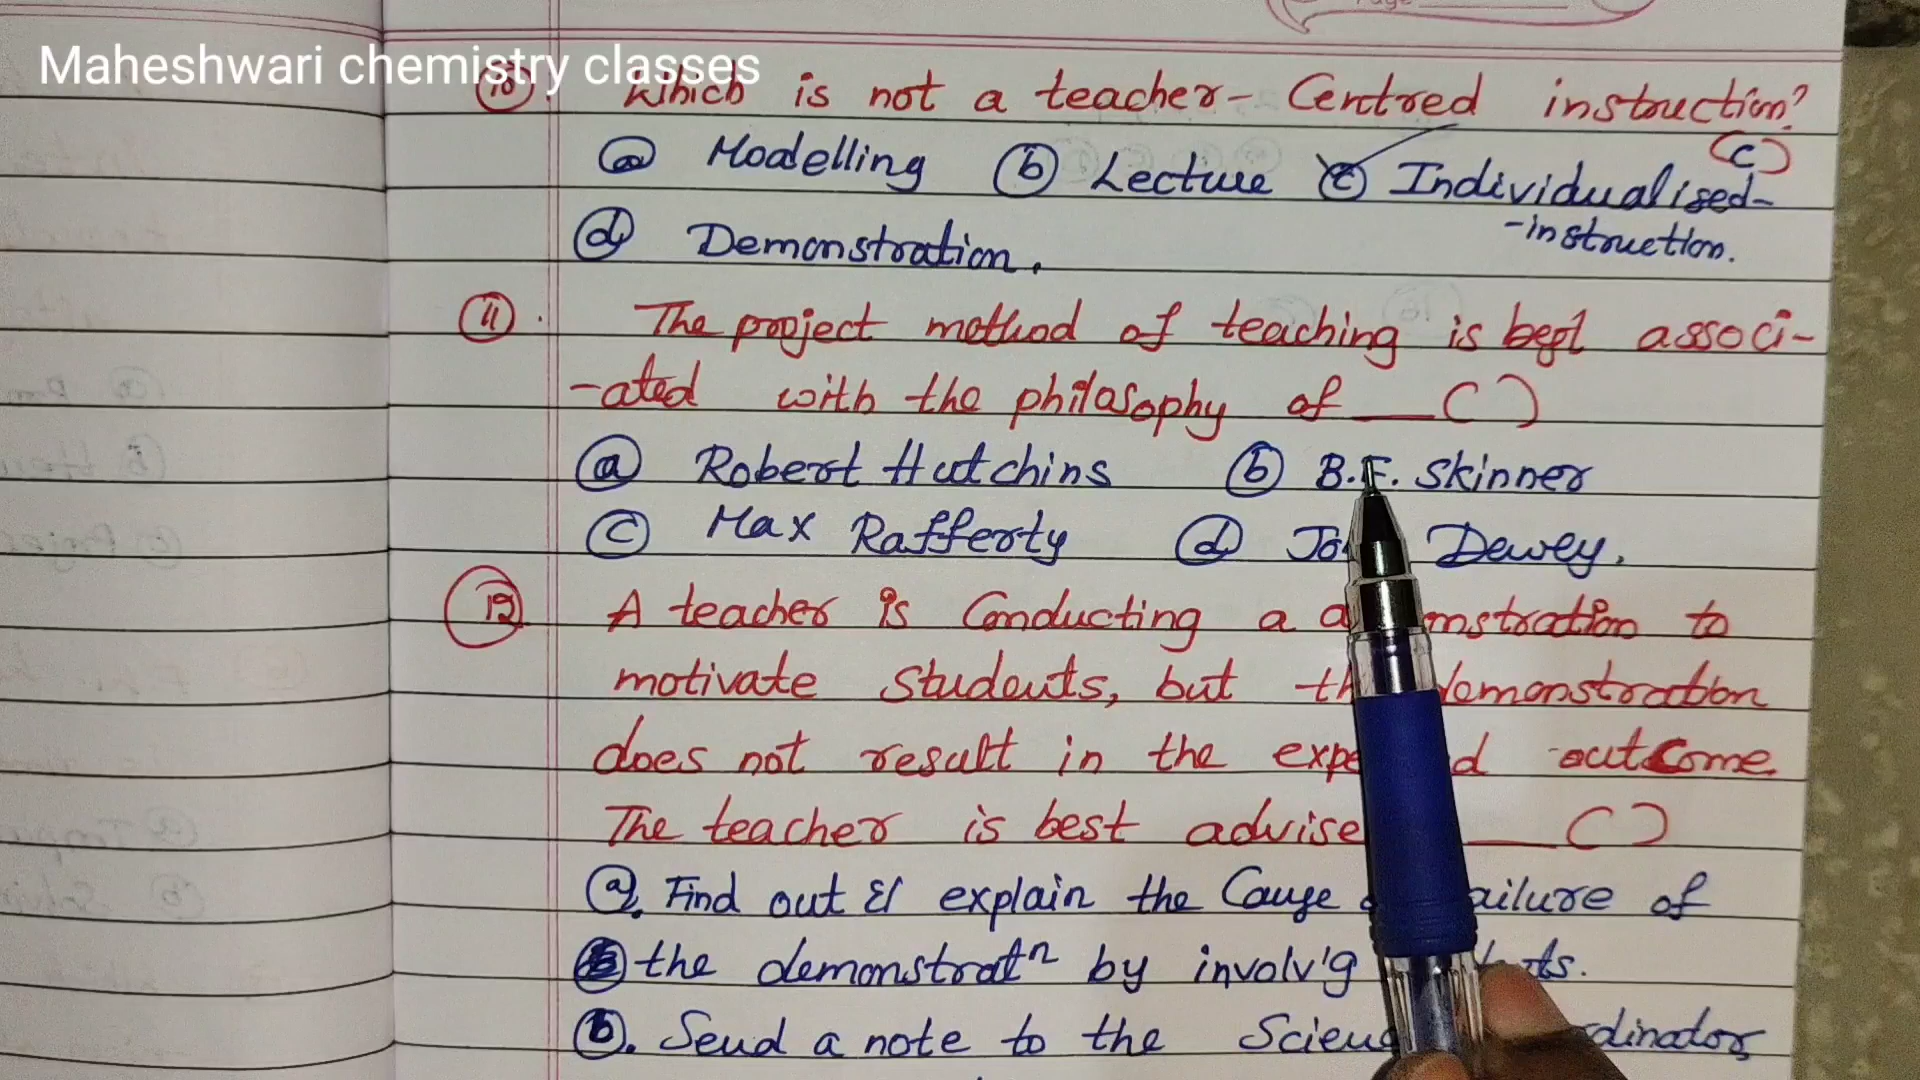 Maheshwari chemistry classes
10. Which is not a teacher- Centred instruction?
(C)
a Modelling b Lecture c Individualised-
-instruction.
d Demonstration.
11. The project method of teaching is best associ-
-ated with the philosophy of __ ( )
a Robert Hutchins b B.F. Skinner
c Max Rafferty d Dewey.
12 A teacher is Conducting a to
motivate students, but
does not result in the outcome.
The teacher is best advise __ ( )
a. Find out & explain the Cause of
the demonstratn by involv'g
b. Send a note to the